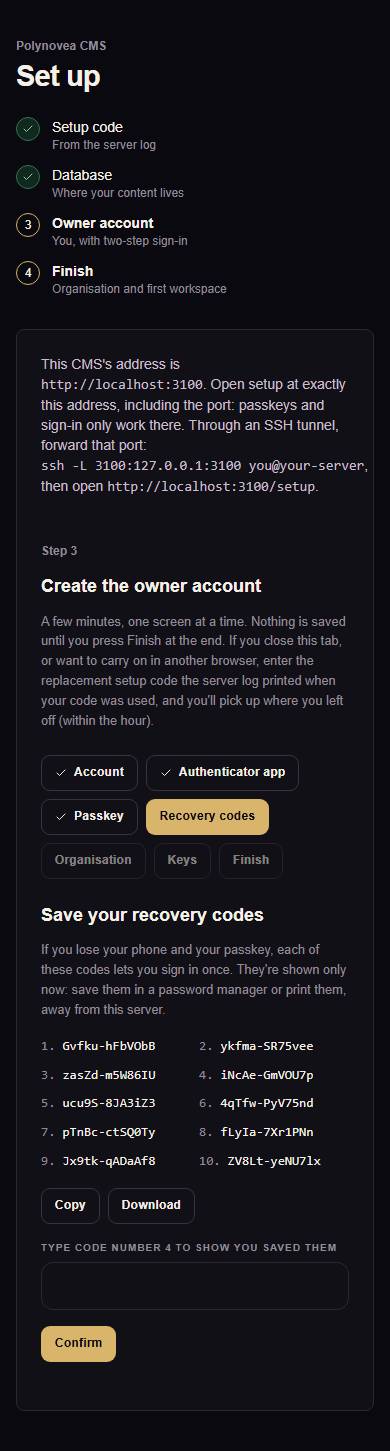 Polynovea CMS
Set up
Setup code
From the server log
Database
Where your content lives
3 Owner account
You, with two-step sign-in
4 Finish
Organisation and first workspace
This CMS's address is
http://localhost:3100. Open setup at exactly
this address, including the port: passkeys and
sign-in only work there. Through an SSH tunnel,
forward that port:
ssh -L 3100:127.0.0.1:3100 you@your-server,
then open http://localhost:3100/setup.
Step 3
Create the owner account
A few minutes, one screen at a time. Nothing is saved
until you press Finish at the end. If you close this tab,
or want to carry on in another browser, enter the
replacement setup code the server log printed when
your code was used, and you'll pick up where you left
off (within the hour).
Account Authenticator app
Passkey Recovery codes
Organisation Keys Finish
Save your recovery codes
If you lose your phone and your passkey, each of
these codes lets you sign in once. They're shown only
now: save them in a password manager or print them,
away from this server.
1. Gvfku-hFbVObB 2. ykfma-SR75vee
3. zasZd-m5W86IU 4. iNcAe-GmVOU7p
5. ucu9S-8JA3iZ3 6. 4qTfw-PyV75nd
7. pTnBc-ctSQ0Ty 8. fLyIa-7Xr1PNn
9. Jx9tk-qADaAf8 10. ZV8Lt-yeNU7lx
Copy Download
TYPE CODE NUMBER 4 TO SHOW YOU SAVED THEM
Confirm